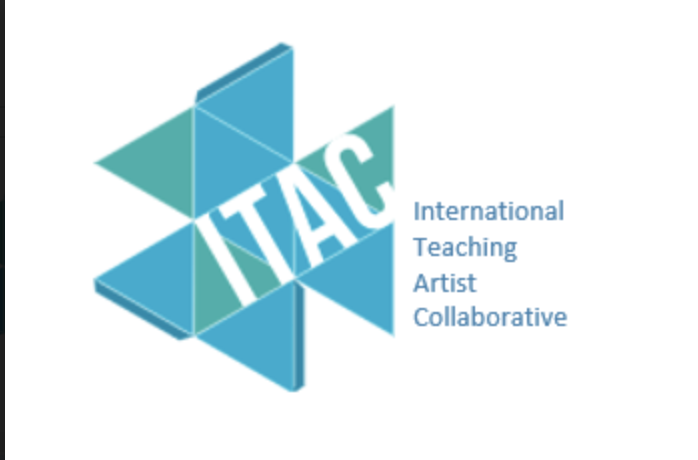 ITAC
International
Teaching
Artist
Collaborative